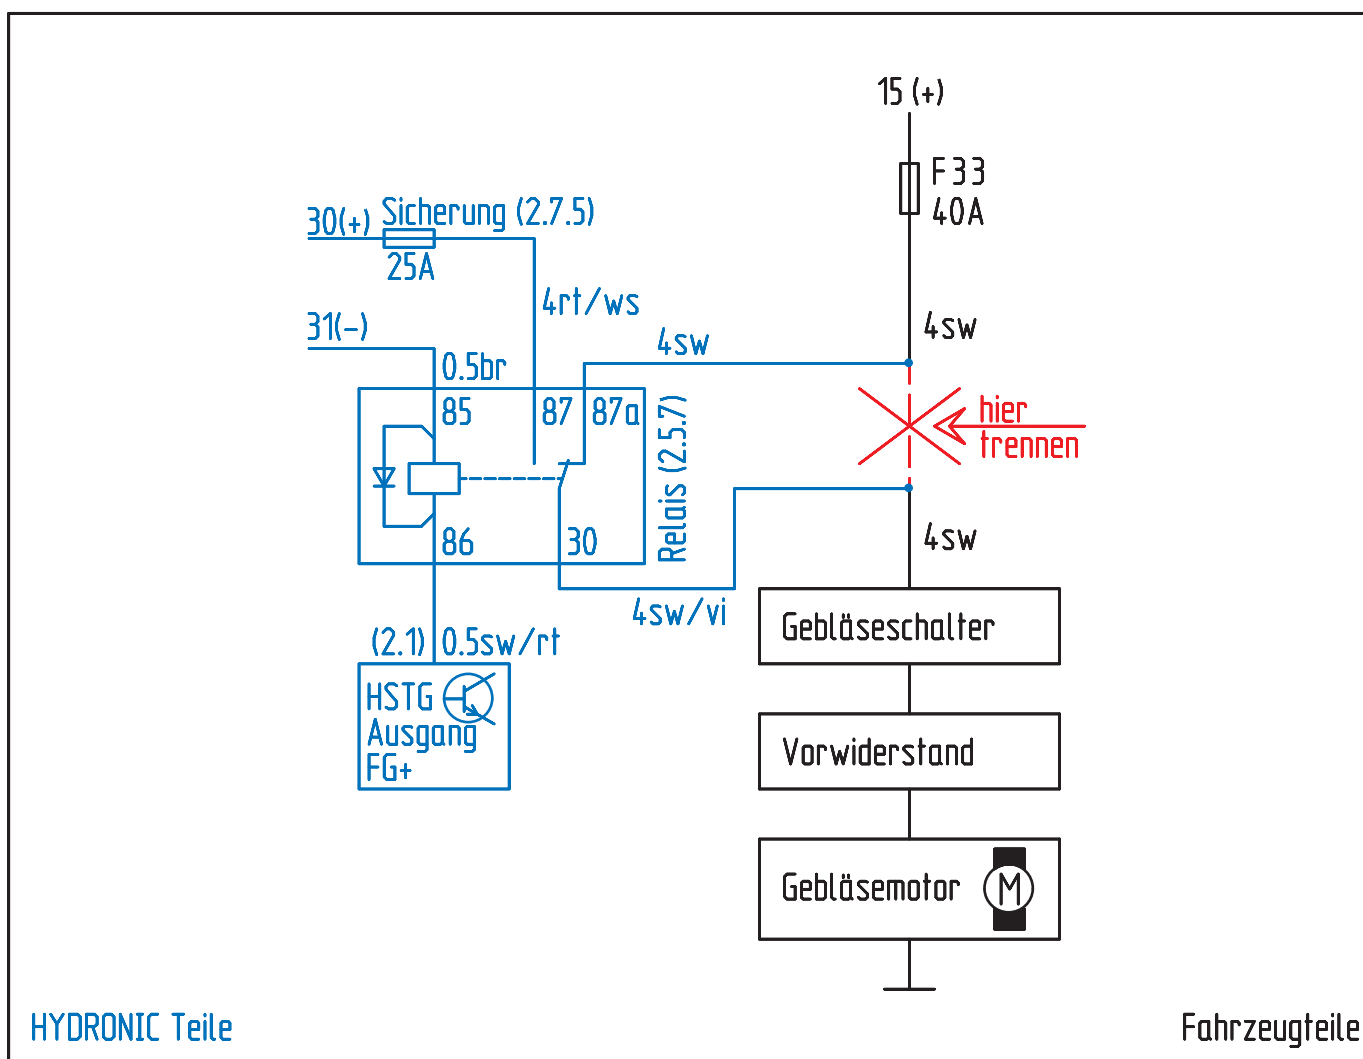 15 (+)
F33
40A
30(+)
Sicherung (2.7.5)
25A
4rt/ws
31(-)
4sw
4sw
0.5br
85
87
87a
Relais (2.5.7)
hier
trennen
86
30
4sw
4sw/vi
(2.1)
0.5sw/rt
Gebläseschalter
HSTG
Ausgang
FG+
Vorwiderstand
Gebläsemotor
M
HYDRONIC Teile
Fahrzeugteile